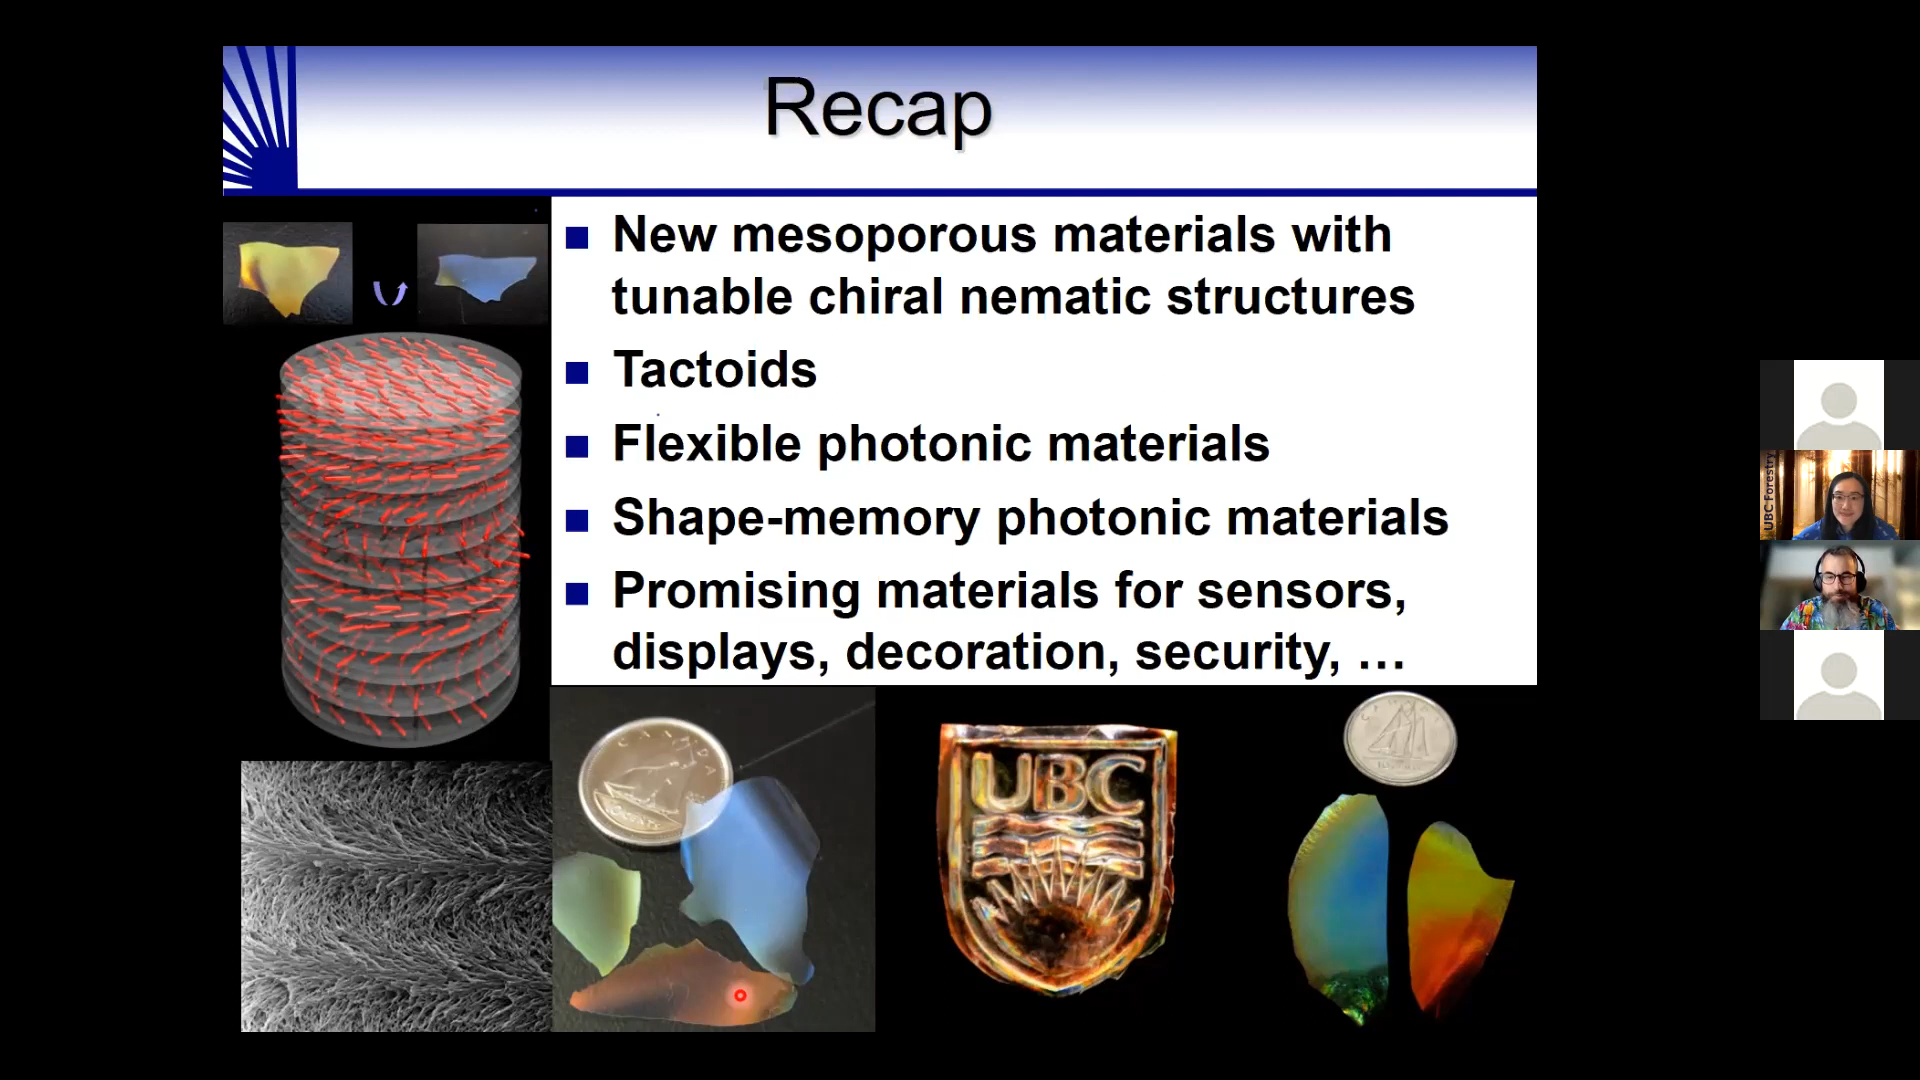 Recap
New mesoporous materials with
tunable chiral nematic structures
Tactoids
Flexible photonic materials
Shape-memory photonic materials
Promising materials for sensors,
displays, decoration, security, …
CANADA
UBC
UBC Forestry